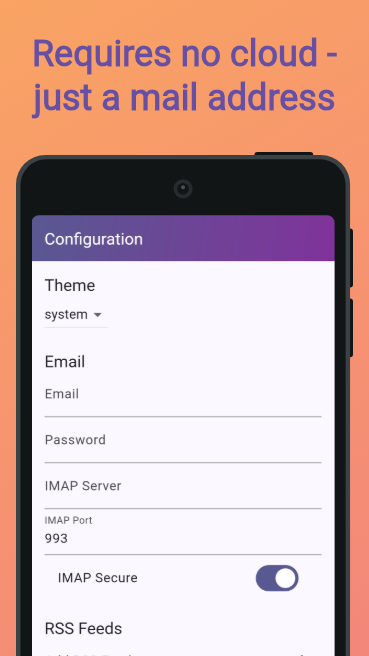 Requires no cloud -
just a mail address
Configuration
Theme
system
Email
Email
Password
IMAP Server
IMAP Port
993
IMAP Secure
RSS Feeds